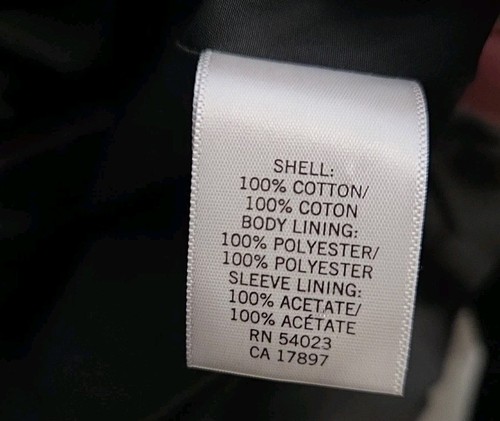 SHELL:
100% COTTON/
100% COTON
BODY LINING:
100% POLYESTER/
100% POLYESTER
SLEEVE LINING:
100% ACETATE/
100% ACÉTATE
RN 54023
CA 17897